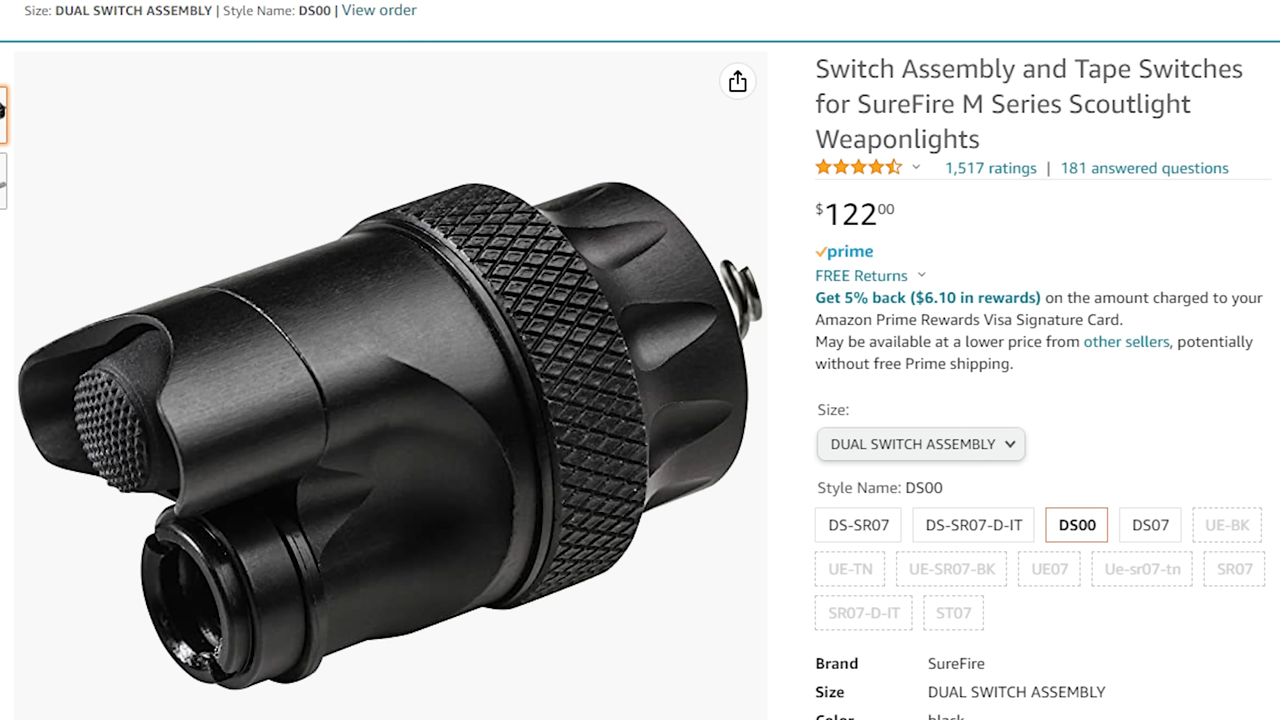 Size: DUAL SWITCH ASSEMBLY | Style Name: DS00 | View order
Switch Assembly and Tape Switches
for SureFire M Series Scoutlight
Weaponlights
1,517 ratings | 181 answered questions
$12200
prime
FREE Returns
Get 5% back ($6.10 in rewards) on the amount charged to your
Amazon Prime Rewards Visa Signature Card.
May be available at a lower price from other sellers, potentially
without free Prime shipping.
Size:
DUAL SWITCH ASSEMBLY
Style Name: DS00
DS-SR07 DS-SR07-D-IT DS00 DS07 UE-BK
UE-TN UE-SR07-BK UE07 Ue-sr07-tn SR07
SR07-D-IT ST07
Brand SureFire
Size DUAL SWITCH ASSEMBLY
Color black